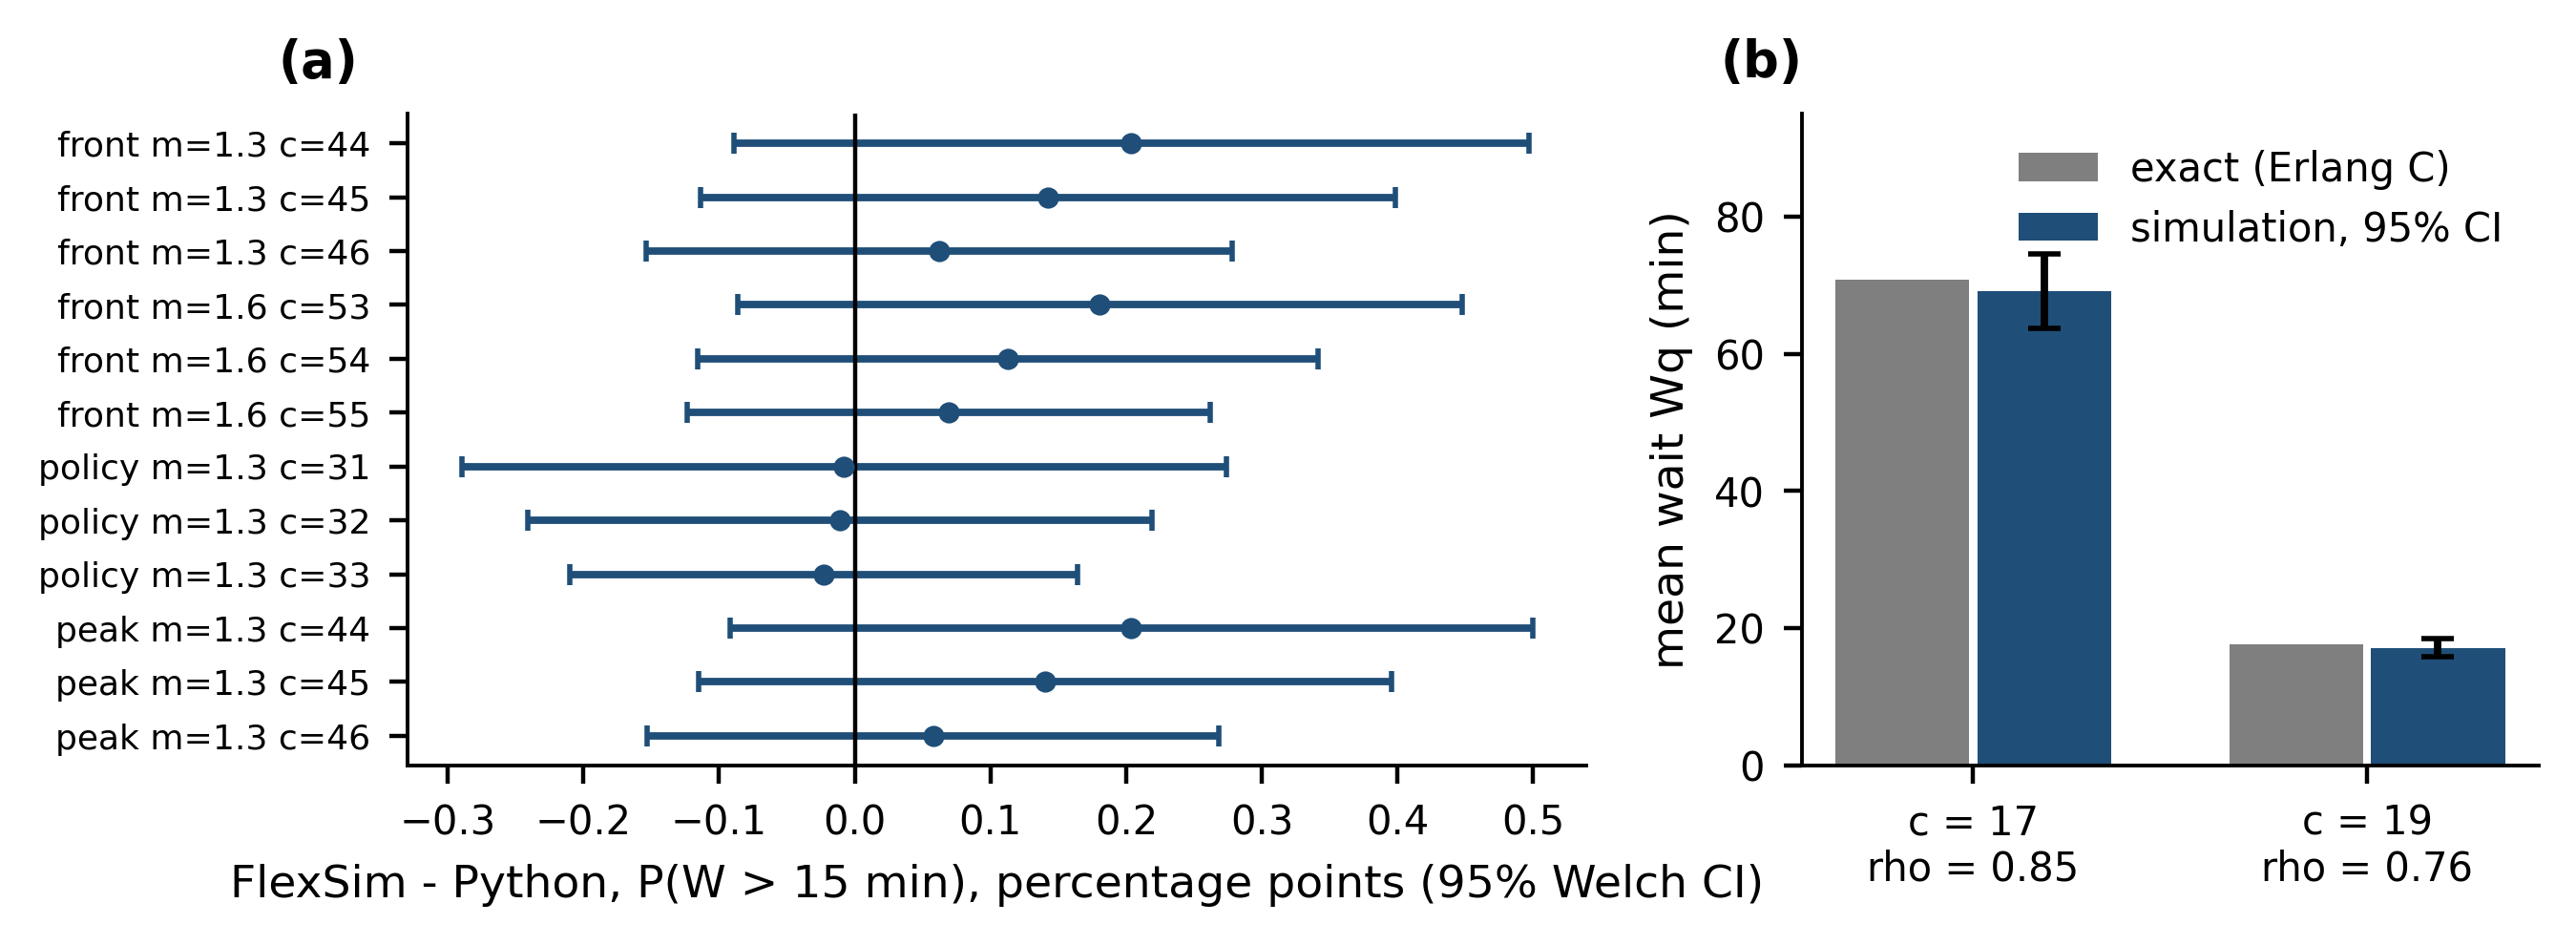 (a)
front m=1.3 c=44
front m=1.3 c=45
front m=1.3 c=46
front m=1.6 c=53
front m=1.6 c=54
front m=1.6 c=55
policy m=1.3 c=31
policy m=1.3 c=32
policy m=1.3 c=33
peak m=1.3 c=44
peak m=1.3 c=45
peak m=1.3 c=46
−0.3 −0.2 −0.1 0.0 0.1 0.2 0.3 0.4 0.5
FlexSim - Python, P(W > 15 min), percentage points (95% Welch CI)
(b)
exact (Erlang C)
simulation, 95% CI
mean wait Wq (min)
80
60
40
20
0
c = 17
rho = 0.85
c = 19
rho = 0.76